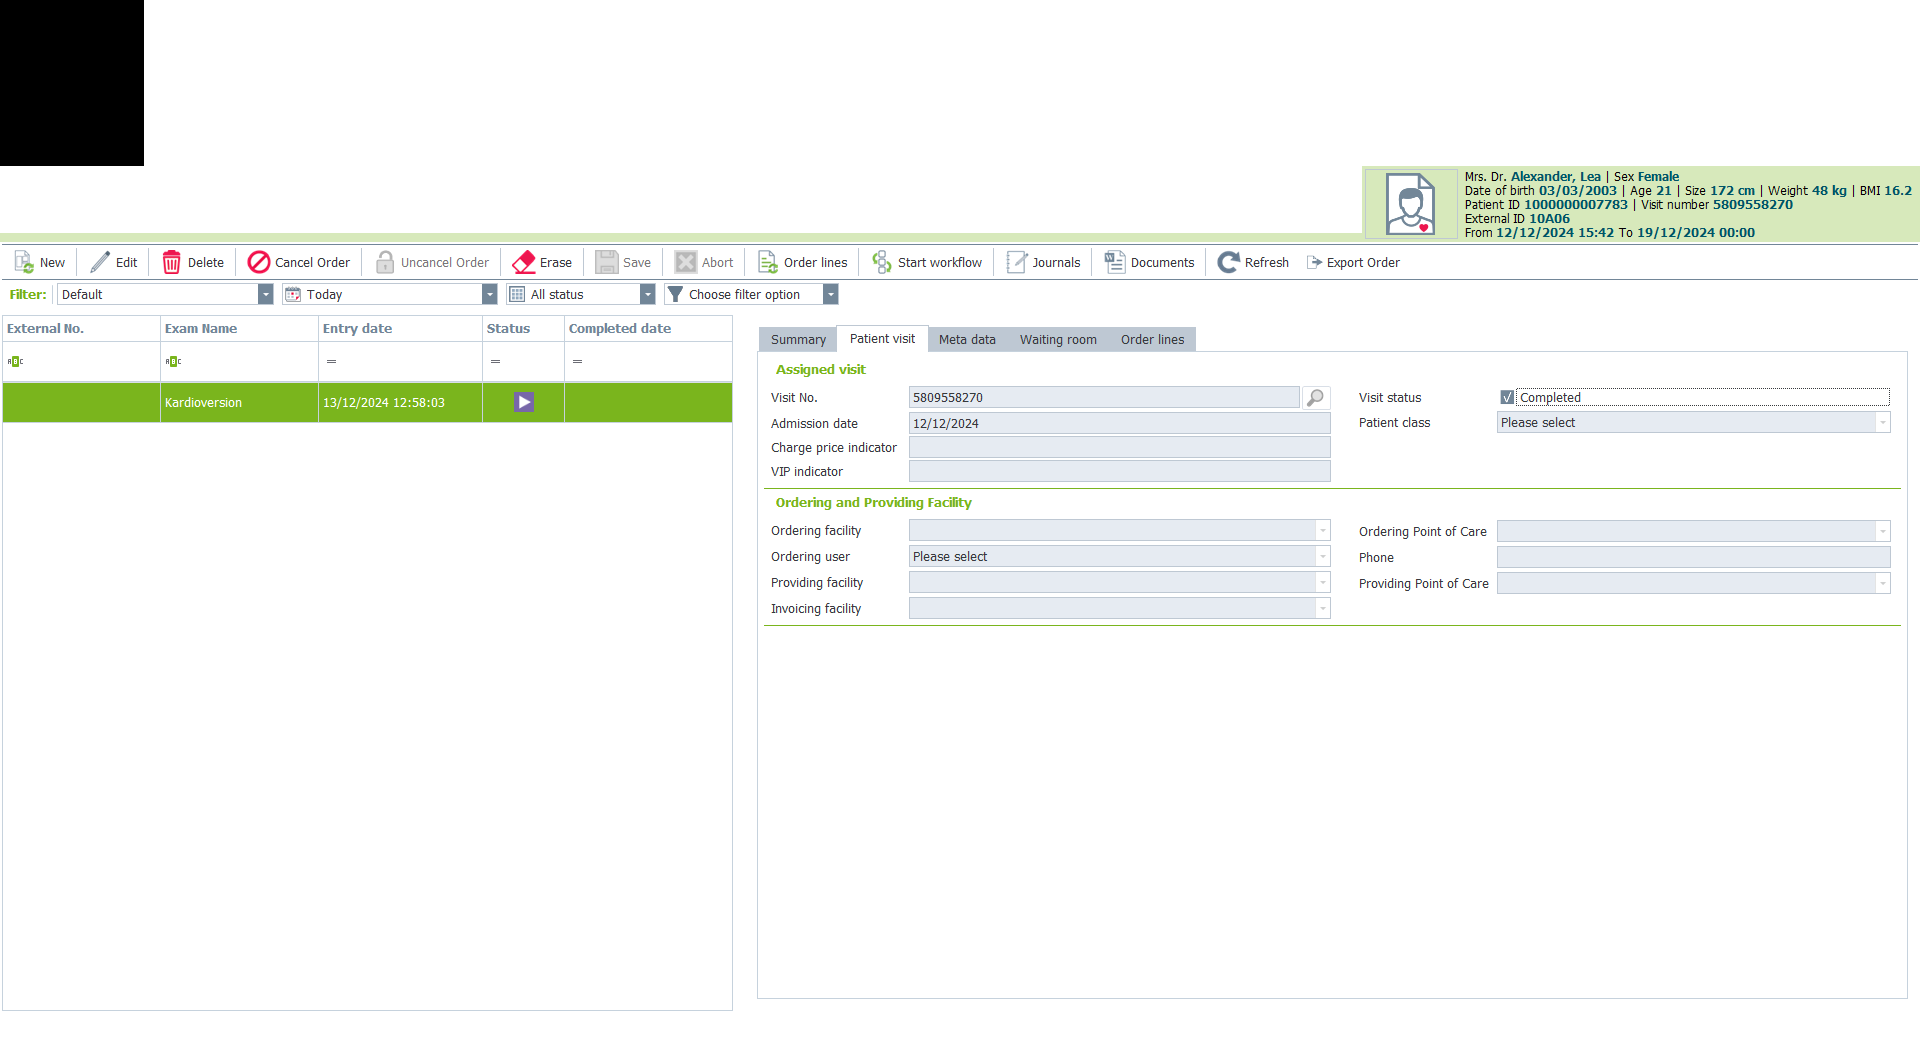 Mrs. Dr. Alexander, Lea | Sex Female
Date of birth 03/03/2003 | Age 21 | Size 172 cm | Weight 48 kg | BMI 16.2
Patient ID 1000000007783 | Visit number 5809558270
External ID 10A06
From 12/12/2024 15:42 To 19/12/2024 00:00
New Edit Delete Cancel Order Uncancel Order Erase Save Abort Order lines Start workflow Journals Documents Refresh Export Order
Filter: Default Today All status Choose filter option
External No. Exam Name Entry date Status Completed date
ABC ABC = = =
Kardioversion 13/12/2024 12:58:03
Summary Patient visit Meta data Waiting room Order lines
Assigned visit
Visit No. 5809558270 Visit status Completed
Admission date 12/12/2024 Patient class Please select
Charge price indicator
VIP indicator
Ordering and Providing Facility
Ordering facility Ordering Point of Care
Ordering user Please select Phone
Providing facility Providing Point of Care
Invoicing facility